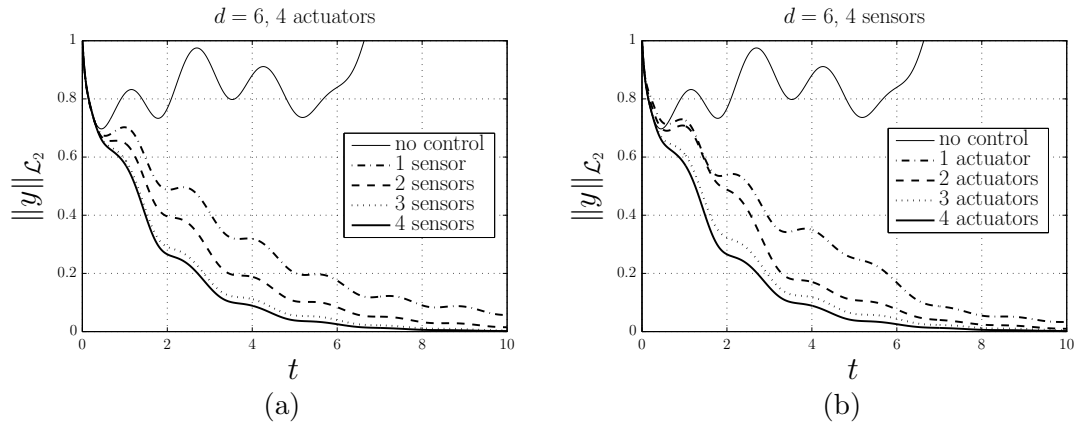 d = 6, 4 actuators
1
0.8
0.6
0.4
0.2
0
0 2 4 6 8 10
‖y‖_{ℒ₂}
t
no control
1 sensor
2 sensors
3 sensors
4 sensors
(a)
d = 6, 4 sensors
1
0.8
0.6
0.4
0.2
0
0 2 4 6 8 10
‖y‖_{ℒ₂}
t
no control
1 actuator
2 actuators
3 actuators
4 actuators
(b)